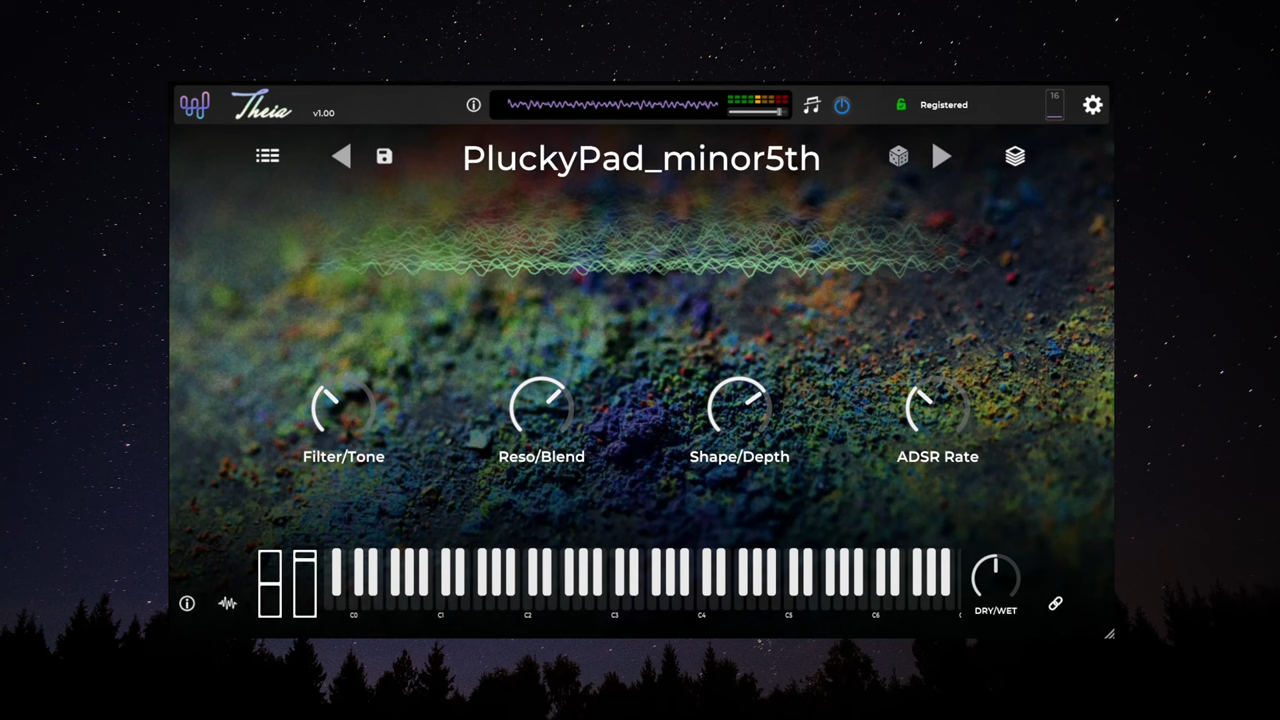 Theia
v1.00
Registered
16
PluckyPad_minor5th
Filter/Tone
Reso/Blend
Shape/Depth
ADSR Rate
C0
C1
C2
C3
C4
C5
C6
DRY/WET